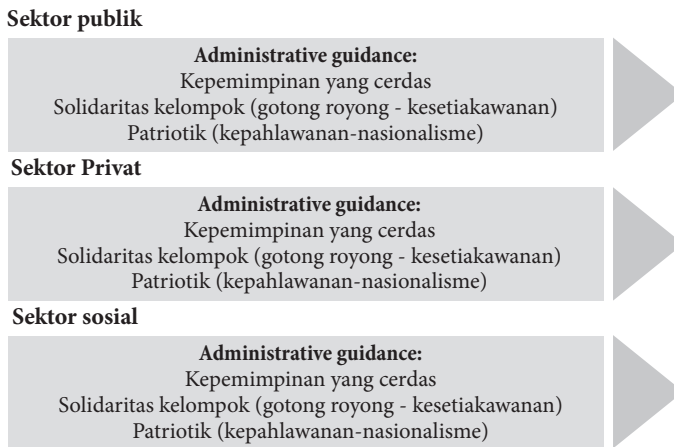 Sektor publik
Administrative guidance:
Kepemimpinan yang cerdas
Solidaritas kelompok (gotong royong - kesetiakawanan)
Patriotik (kepahlawanan-nasionalisme)
Sektor Privat
Administrative guidance:
Kepemimpinan yang cerdas
Solidaritas kelompok (gotong royong - kesetiakawanan)
Patriotik (kepahlawanan-nasionalisme)
Sektor sosial
Administrative guidance:
Kepemimpinan yang cerdas
Solidaritas kelompok (gotong royong - kesetiakawanan)
Patriotik (kepahlawanan-nasionalisme)